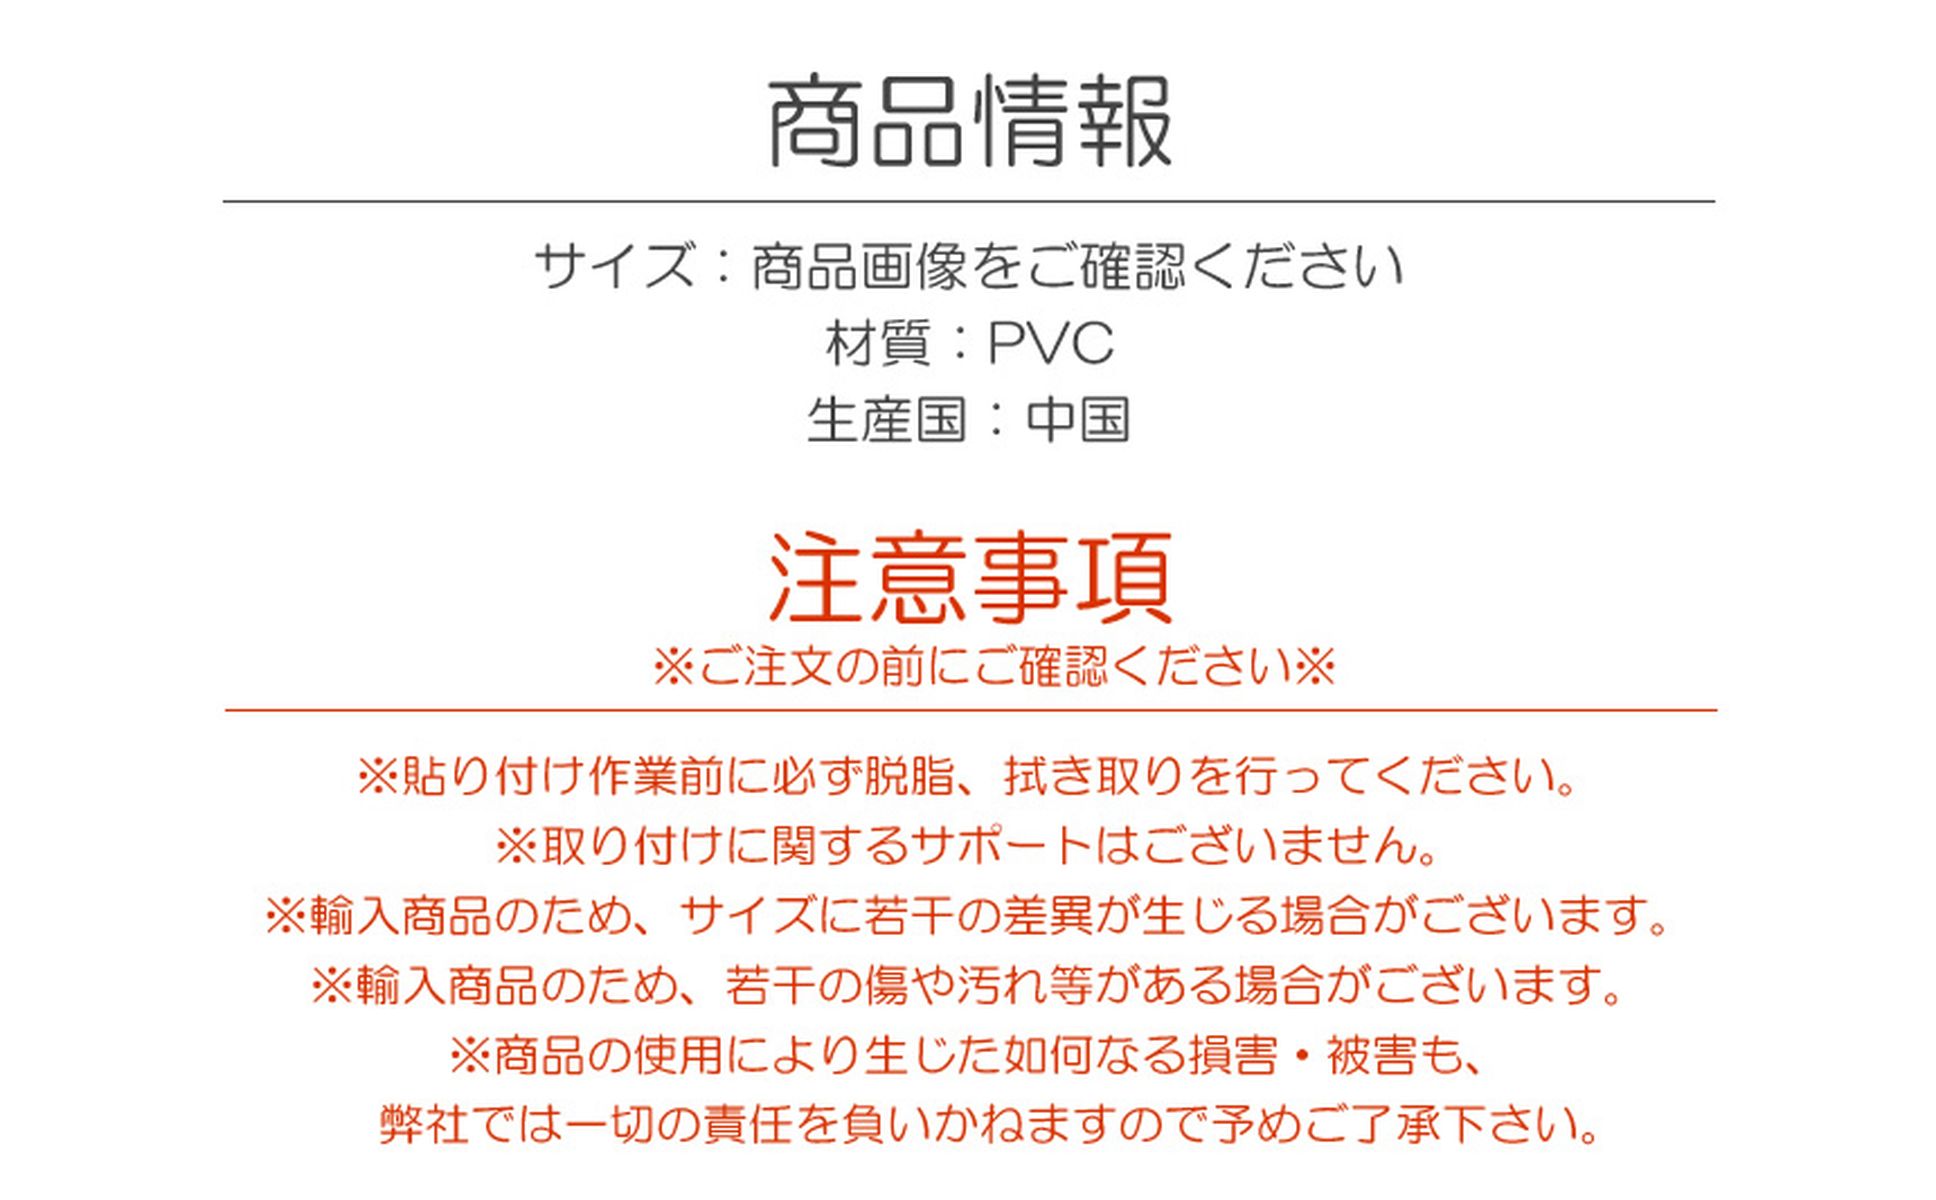 商品情報
サイズ：商品画像をご確認ください
材質：PVC
生産国：中国
注意事項
※ご注文の前にご確認ください※
※貼り付け作業前に必ず脱脂、拭き取りを行ってください。
※取り付けに関するサポートはございません。
※輸入商品のため、サイズに若干の差異が生じる場合がございます。
※輸入商品のため、若干の傷や汚れ等がある場合がございます。
※商品の使用により生じた如何なる損害・被害も、
弊社では一切の責任を負いかねますので予めご了承下さい。